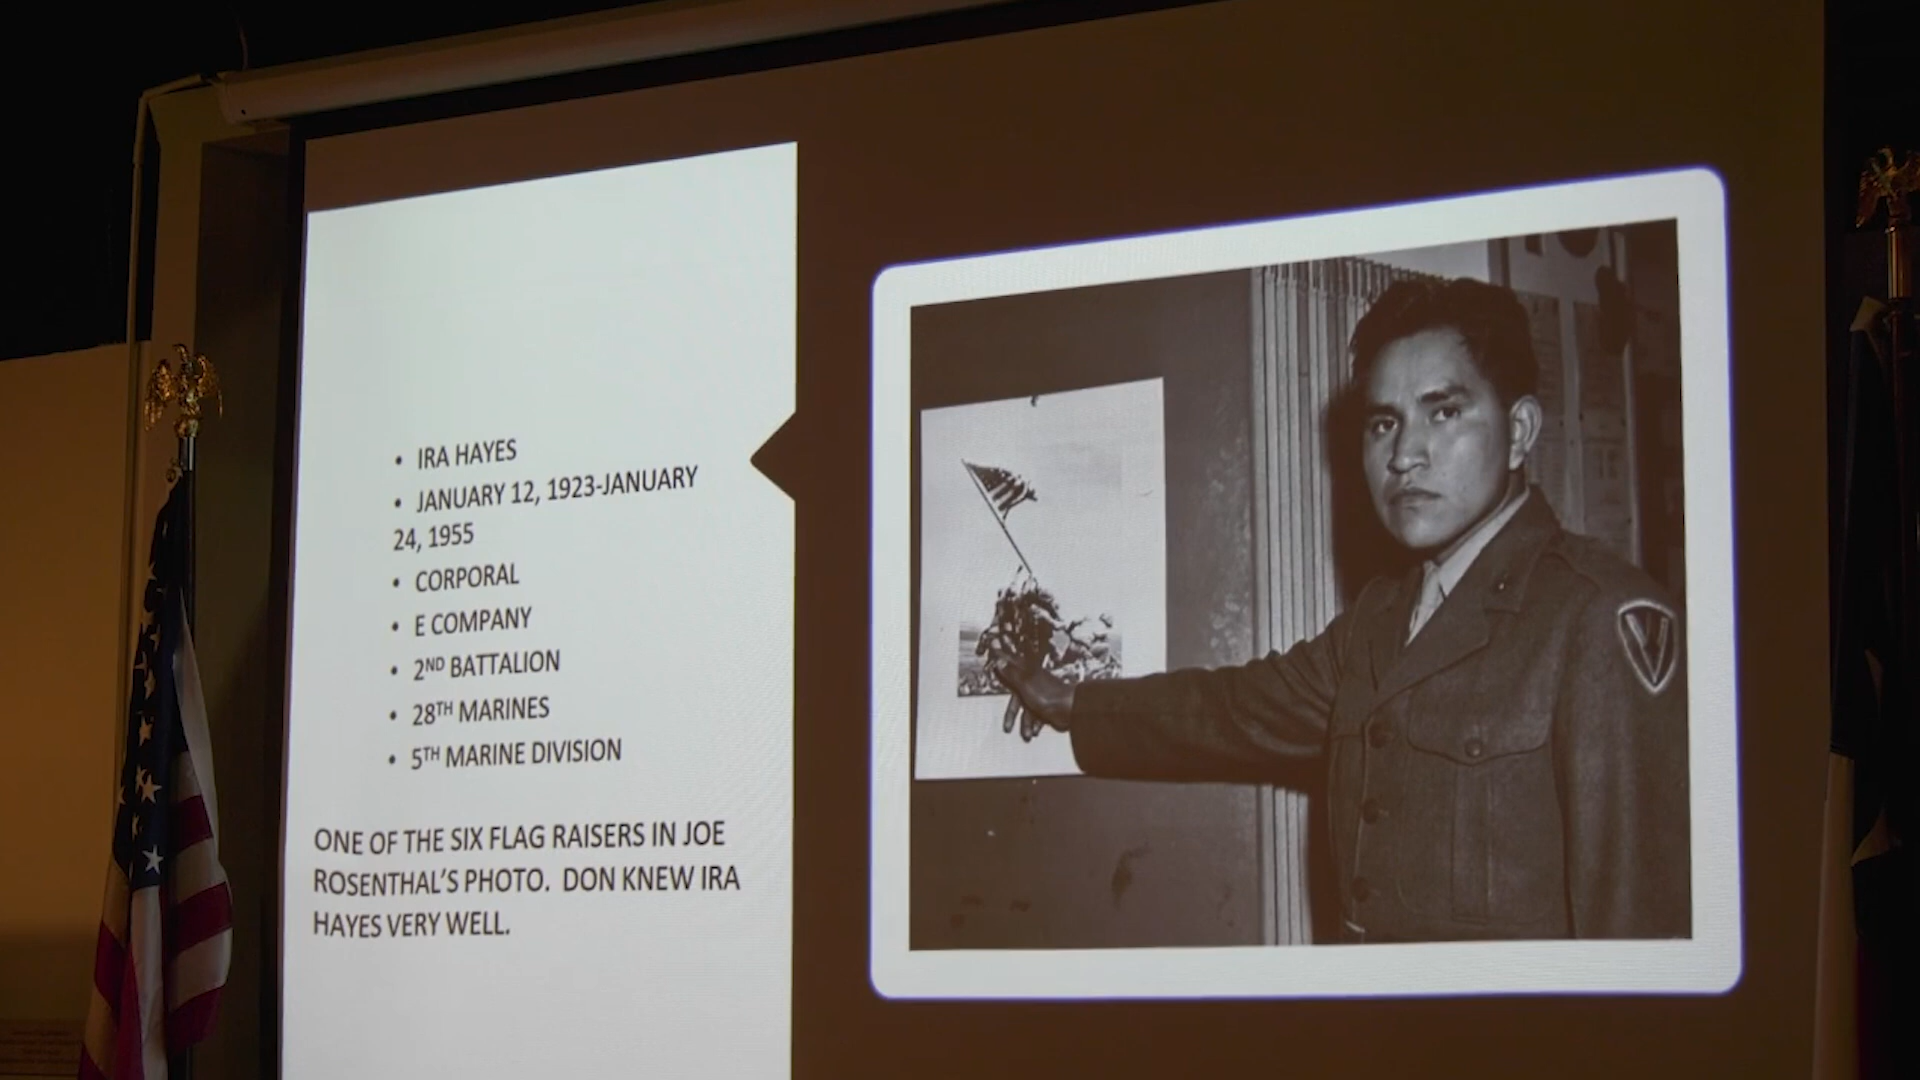 • IRA HAYES
• JANUARY 12, 1923-JANUARY
24, 1955
• CORPORAL
• E COMPANY
• 2ND BATTALION
• 28TH MARINES
• 5TH MARINE DIVISION
ONE OF THE SIX FLAG RAISERS IN JOE
ROSENTHAL'S PHOTO. DON KNEW IRA
HAYES VERY WELL.